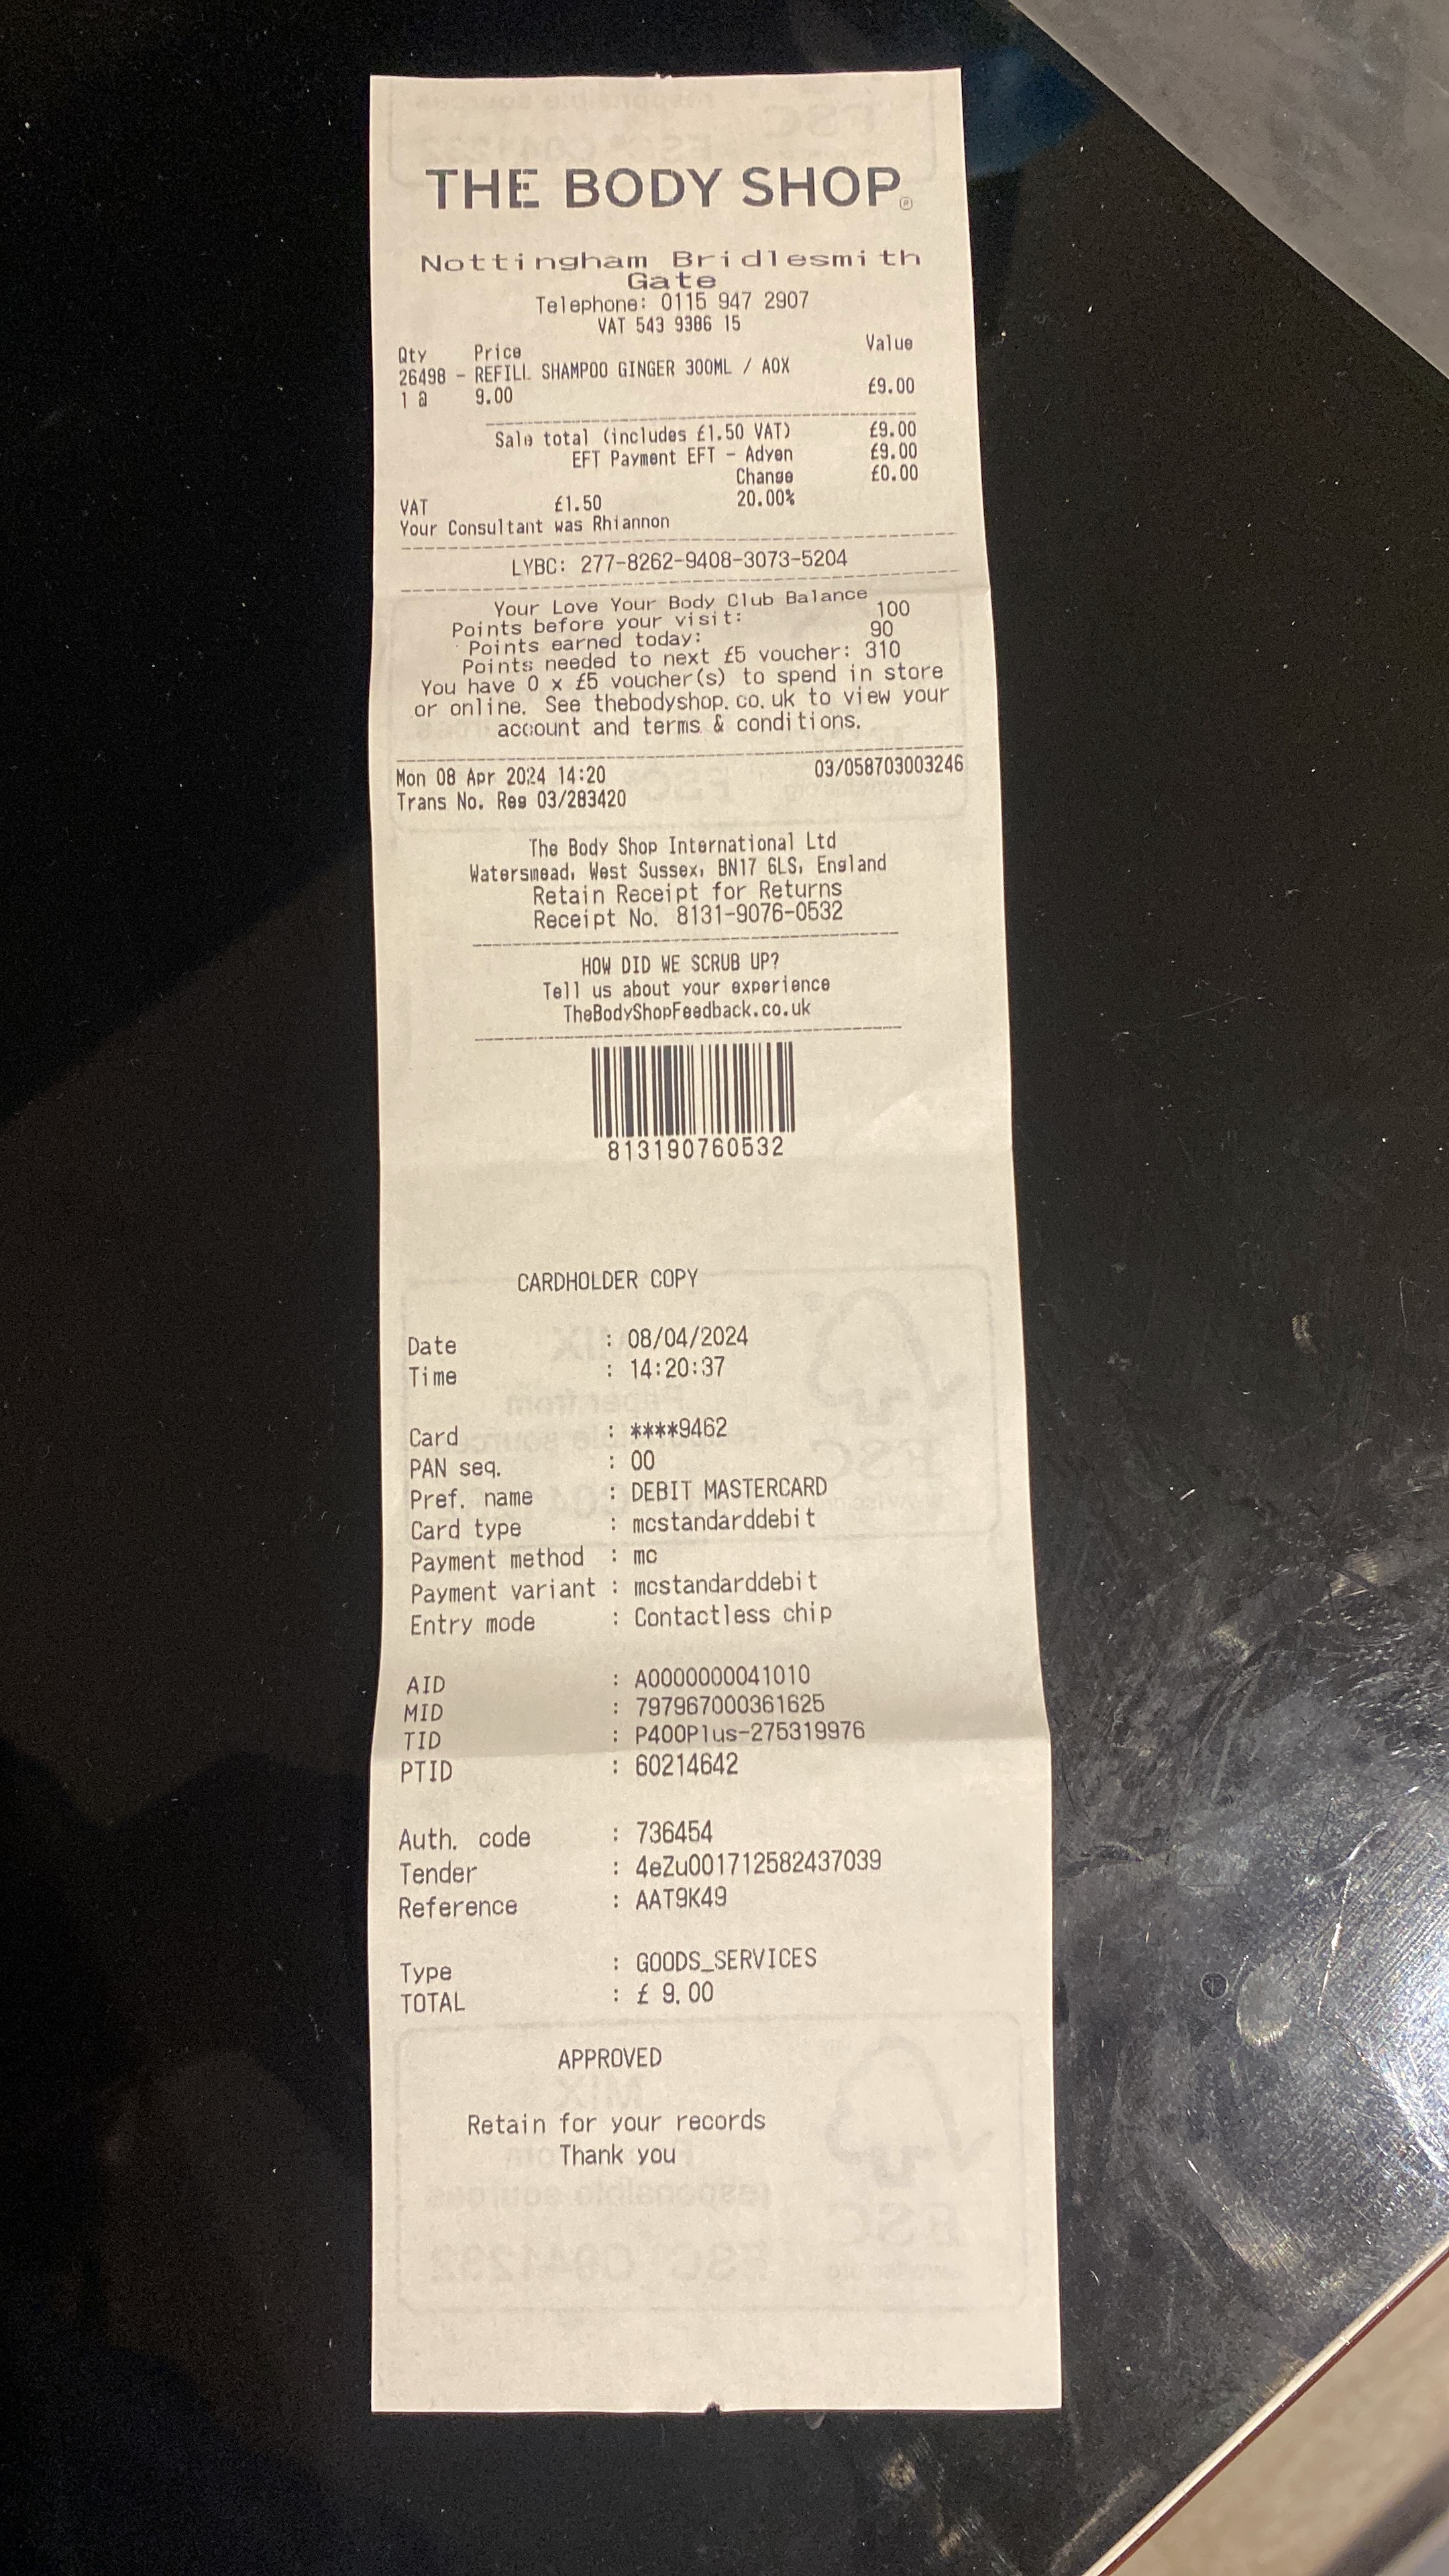 THE BODY SHOP®
Nottingham Bridlesmith
Gate
Telephone: 0115 947 2907
VAT 543 9386 15
Qty Price Value
26498 - REFILL SHAMPOO GINGER 300ML / AOX
1 @ 9.00 £9.00
Sale total (includes £1.50 VAT) £9.00
EFT Payment EFT - Adyen £9.00
Change £0.00
VAT £1.50 20.00%
Your Consultant was Rhiannon
LYBC: 277-8262-9408-3073-5204
Your Love Your Body Club Balance
Points before your visit: 100
Points earned today: 90
Points needed to next £5 voucher: 310
You have 0 x £5 voucher(s) to spend in store
or online. See thebodyshop.co.uk to view your
account and terms & conditions.
Mon 08 Apr 2024 14:20 03/058703003246
Trans No. Reg 03/283420
The Body Shop International Ltd
Watersmead, West Sussex, BN17 6LS, England
Retain Receipt for Returns
Receipt No. 8131-9076-0532
HOW DID WE SCRUB UP?
Tell us about your experience
TheBodyShopFeedback.co.uk
813190760532
CARDHOLDER COPY
Date : 08/04/2024
Time : 14:20:37
Card : ****9462
PAN seq. : 00
Pref. name : DEBIT MASTERCARD
Card type : mcstandarddebit
Payment method : mc
Payment variant : mcstandarddebit
Entry mode : Contactless chip
AID : A0000000041010
MID : 797967000361625
TID : P400Plus-275319976
PTID : 60214642
Auth. code : 736454
Tender : 4eZu001712582437039
Reference : AAT9K49
Type : GOODS_SERVICES
TOTAL : £ 9.00
APPROVED
Retain for your records
Thank you